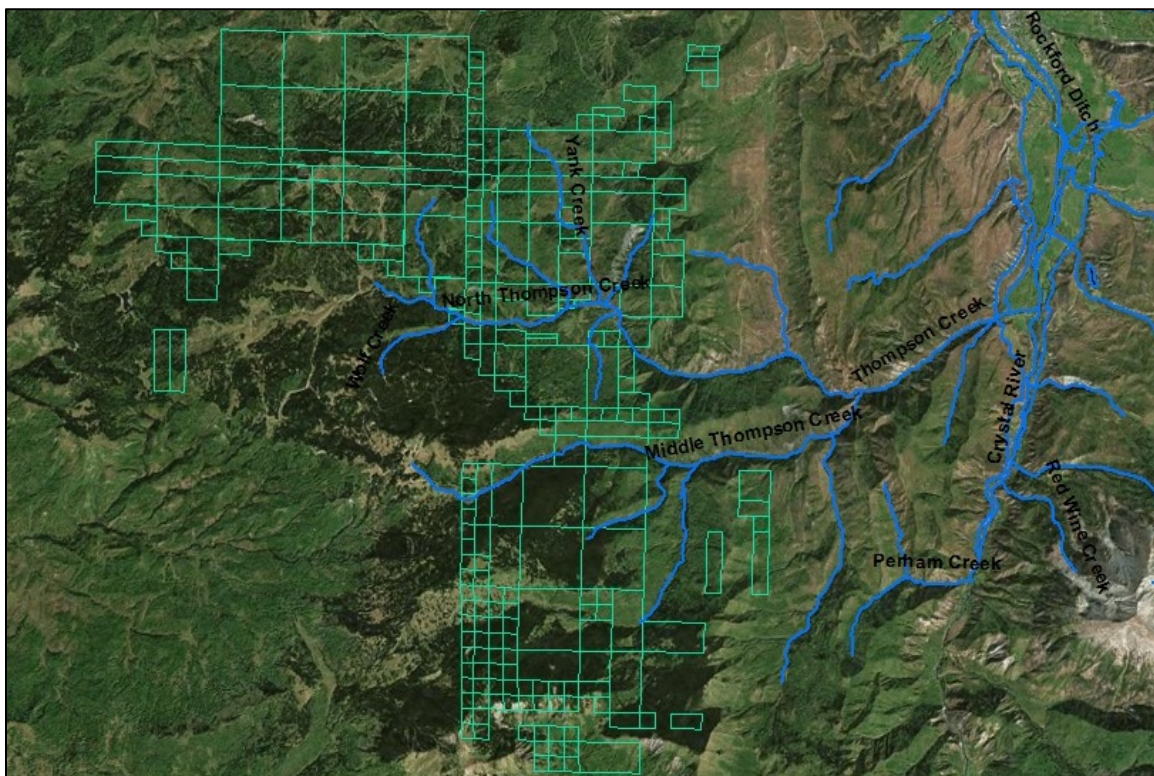 Rockford Ditch
Yank Creek
North Thompson Creek
Wolf Creek
Thompson Creek
Middle Thompson Creek
Crystal River
Red Wine Creek
Perham Creek